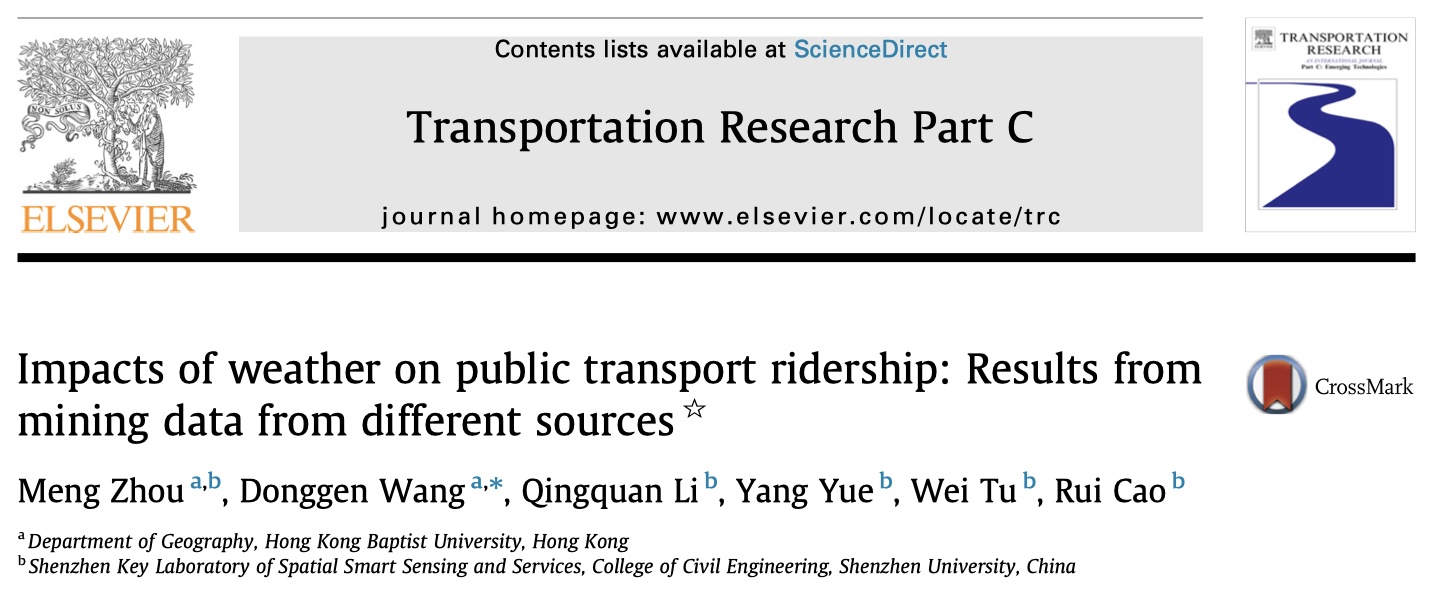 Contents lists available at ScienceDirect
Transportation Research Part C
journal homepage: www.elsevier.com/locate/trc
NON SOLUS
ELSEVIER
TRANSPORTATION
RESEARCH
AN INTERNATIONAL JOURNAL
Part C: Emerging Technologies
Impacts of weather on public transport ridership: Results from
mining data from different sources ☆
CrossMark
Meng Zhou a,b, Donggen Wang a,*, Qingquan Li b, Yang Yue b, Wei Tu b, Rui Cao b
a Department of Geography, Hong Kong Baptist University, Hong Kong
b Shenzhen Key Laboratory of Spatial Smart Sensing and Services, College of Civil Engineering, Shenzhen University, China